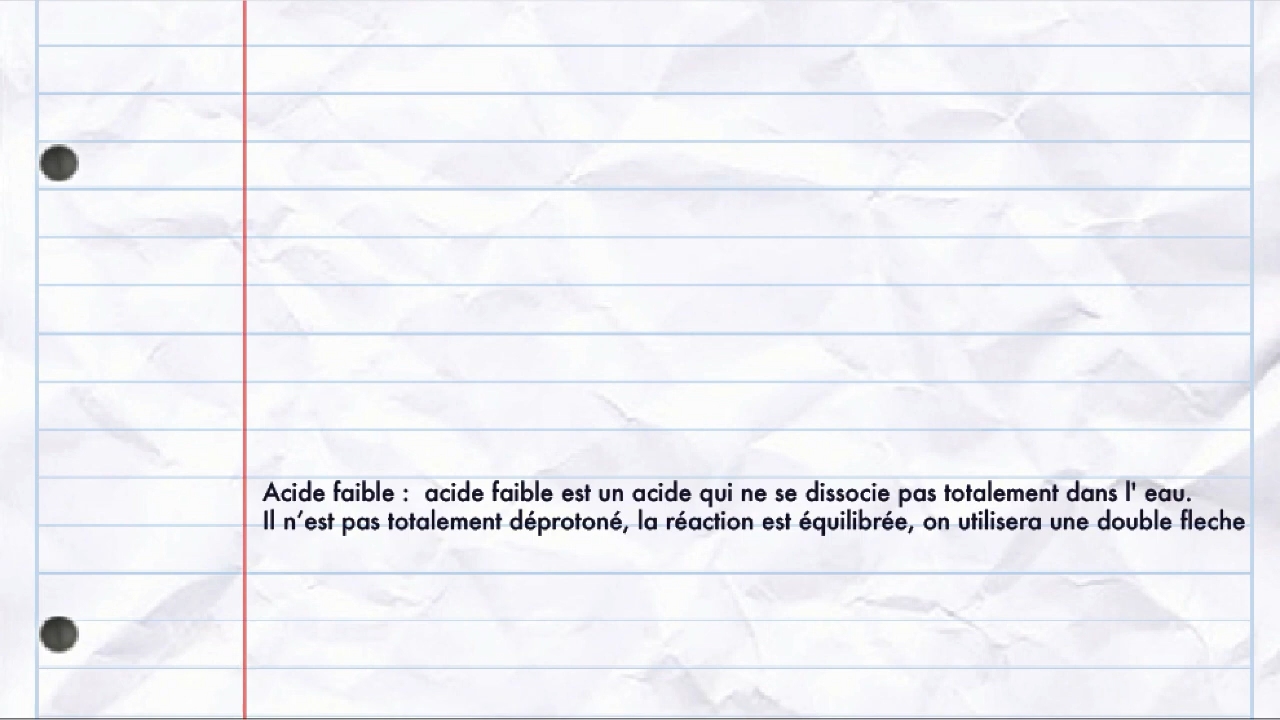 Acide faible :  acide faible est un acide qui ne se dissocie pas totalement dans l' eau.
Il n’est pas totalement déprotoné, la réaction est équilibrée, on utilisera une double fleche